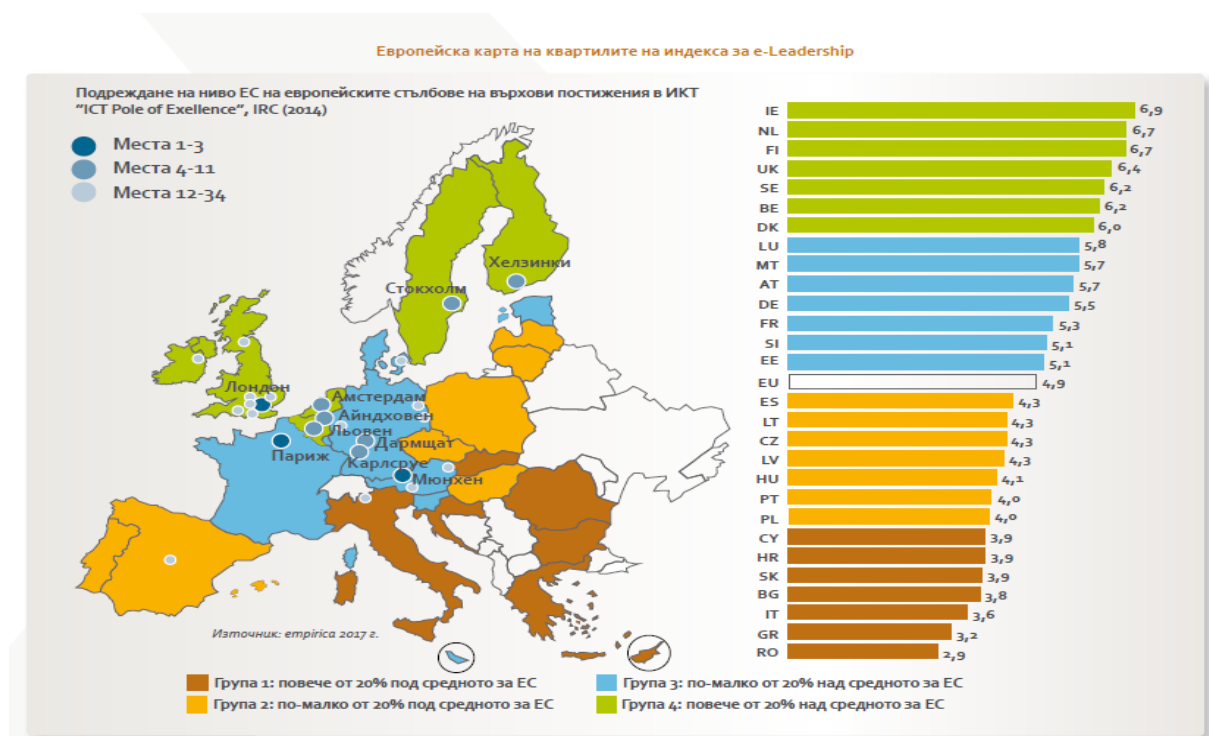 Европейска карта на квартилите на индекса за e-Leadership
Подреждане на ниво ЕС на европейските стълбове на върхови постижения в ИКТ
"ICT Pole of Exellence", IRC (2014)
Места 1-3
Места 4-11
Места 12-34
Хелзинки
Стокхолм
Лондон
Амстердам
Айндховен
Льовен
Дармщат
Париж
Карлсруе
Мюнхен
Източник: empirica 2017 г.
IE 6,9
NL 6,7
FI 6,7
UK 6,4
SE 6,2
BE 6,2
DK 6,0
LU 5,8
MT 5,7
AT 5,7
DE 5,5
FR 5,3
SI 5,1
EE 5,1
EU 4,9
ES 4,3
LT 4,3
CZ 4,3
LV 4,3
HU 4,1
PT 4,0
PL 4,0
CY 3,9
HR 3,9
SK 3,9
BG 3,8
IT 3,6
GR 3,2
RO 2,9
Група 1: повече от 20% под средното за ЕС
Група 2: по-малко от 20% под средното за ЕС
Група 3: по-малко от 20% над средното за ЕС
Група 4: повече от 20% над средното за ЕС